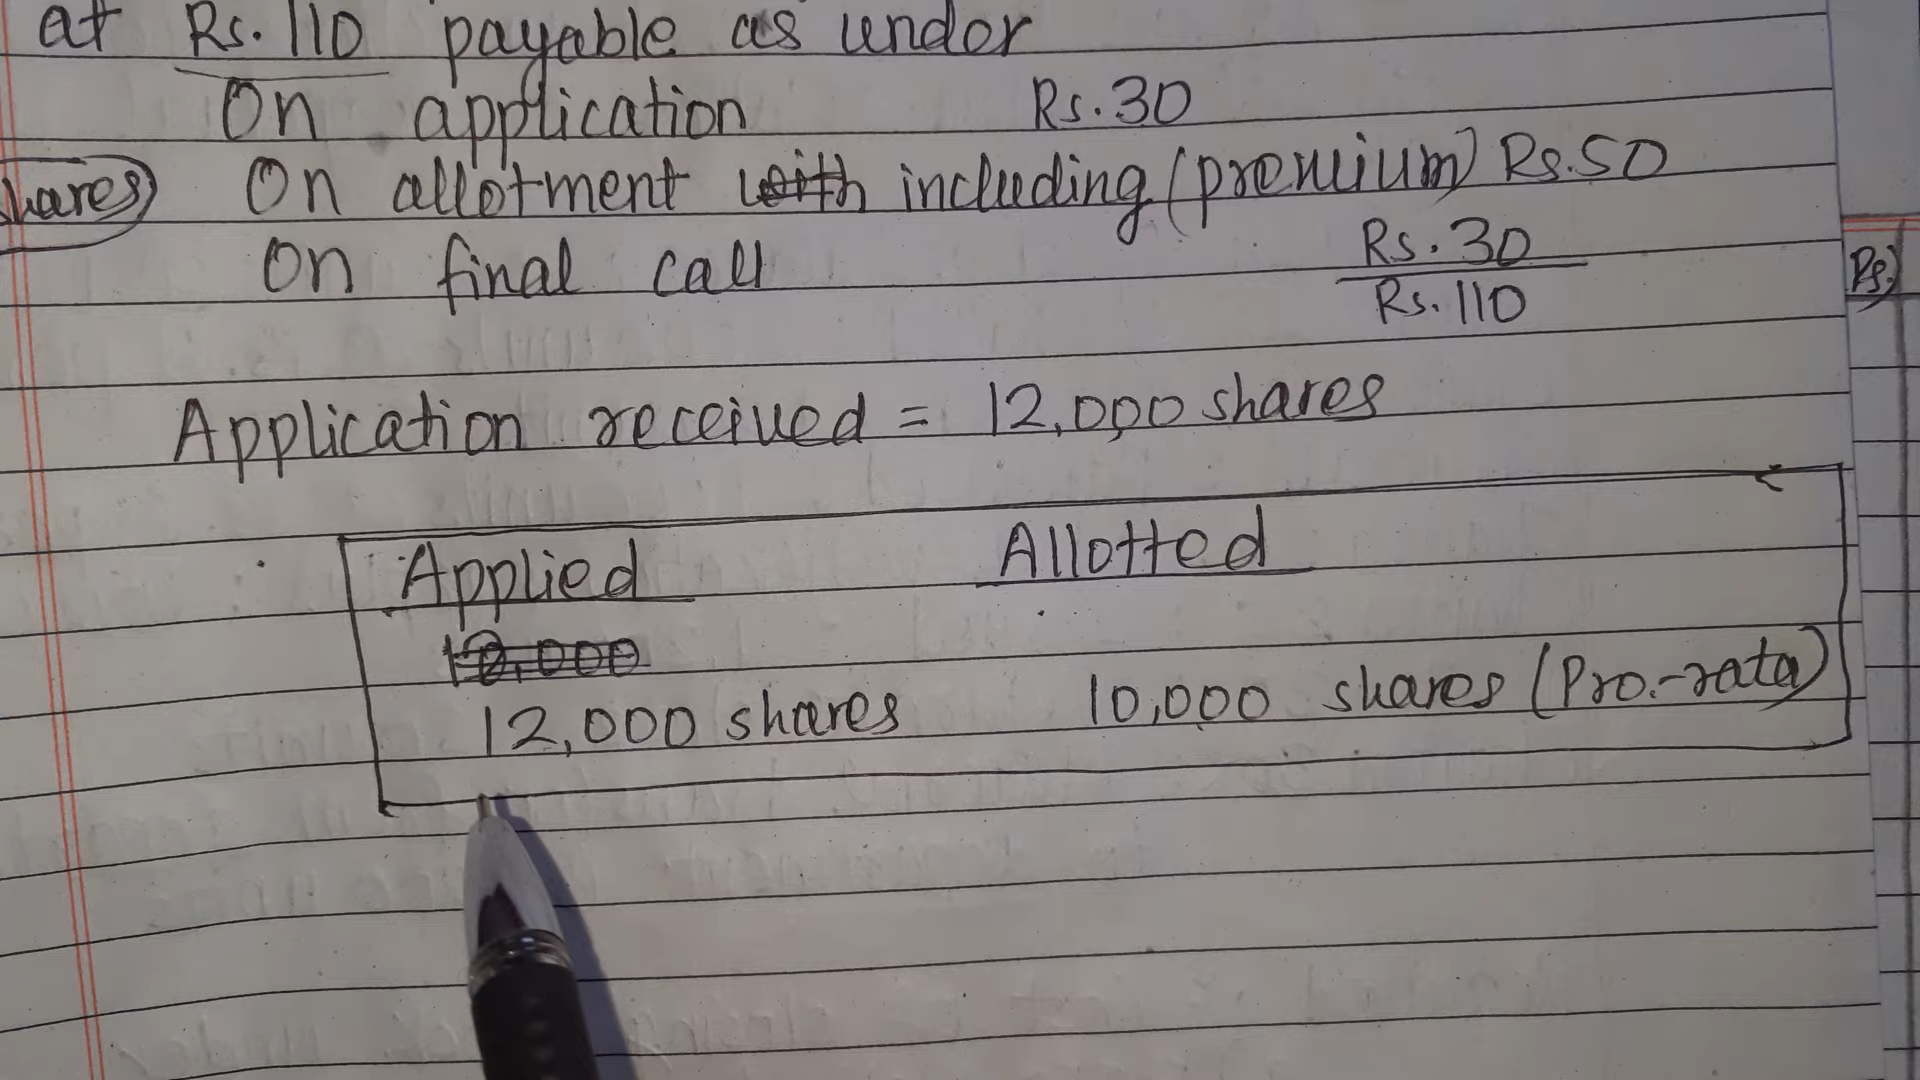 at Rs. 110 payable as under
On application Rs. 30
hares) On allotment with including (premium) Rs. 50
On final call Rs. 30
Rs. 110
Rs.)
Application received = 12,000 shares
Applied Allotted
12,000 shares 10,000 shares (Pro.-rata)